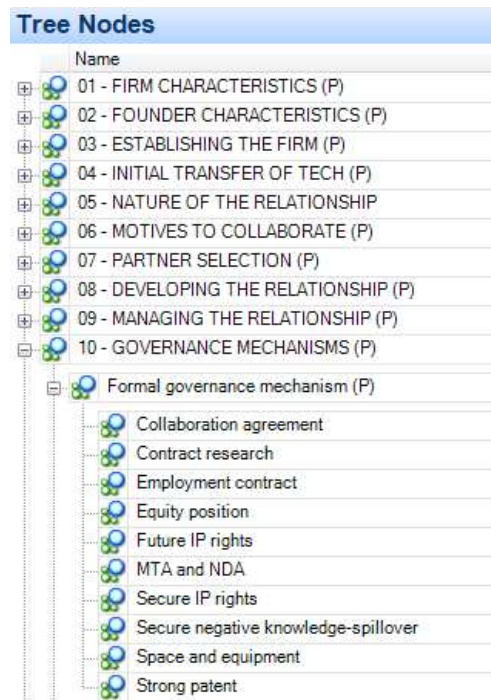 Tree Nodes
Name
01 - FIRM CHARACTERISTICS (P)
02 - FOUNDER CHARACTERISTICS (P)
03 - ESTABLISHING THE FIRM (P)
04 - INITIAL TRANSFER OF TECH (P)
05 - NATURE OF THE RELATIONSHIP
06 - MOTIVES TO COLLABORATE (P)
07 - PARTNER SELECTION (P)
08 - DEVELOPING THE RELATIONSHIP (P)
09 - MANAGING THE RELATIONSHIP (P)
10 - GOVERNANCE MECHANISMS (P)
Formal governance mechanism (P)
Collaboration agreement
Contract research
Employment contract
Equity position
Future IP rights
MTA and NDA
Secure IP rights
Secure negative knowledge-spillover
Space and equipment
Strong patent